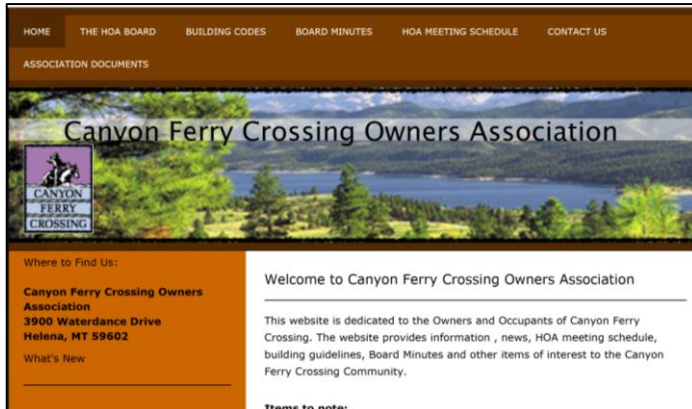 HOME THE HOA BOARD BUILDING CODES BOARD MINUTES HOA MEETING SCHEDULE CONTACT US
ASSOCIATION DOCUMENTS
Canyon Ferry Crossing Owners Association
CANYON
FERRY
CROSSING
Where to Find Us:
Canyon Ferry Crossing Owners
Association
3900 Waterdance Drive
Helena, MT 59602
What's New
Welcome to Canyon Ferry Crossing Owners Association
This website is dedicated to the Owners and Occupants of Canyon Ferry
Crossing. The website provides information , news, HOA meeting schedule,
building guidelines, Board Minutes and other items of interest to the Canyon
Ferry Crossing Community.
Items to note: